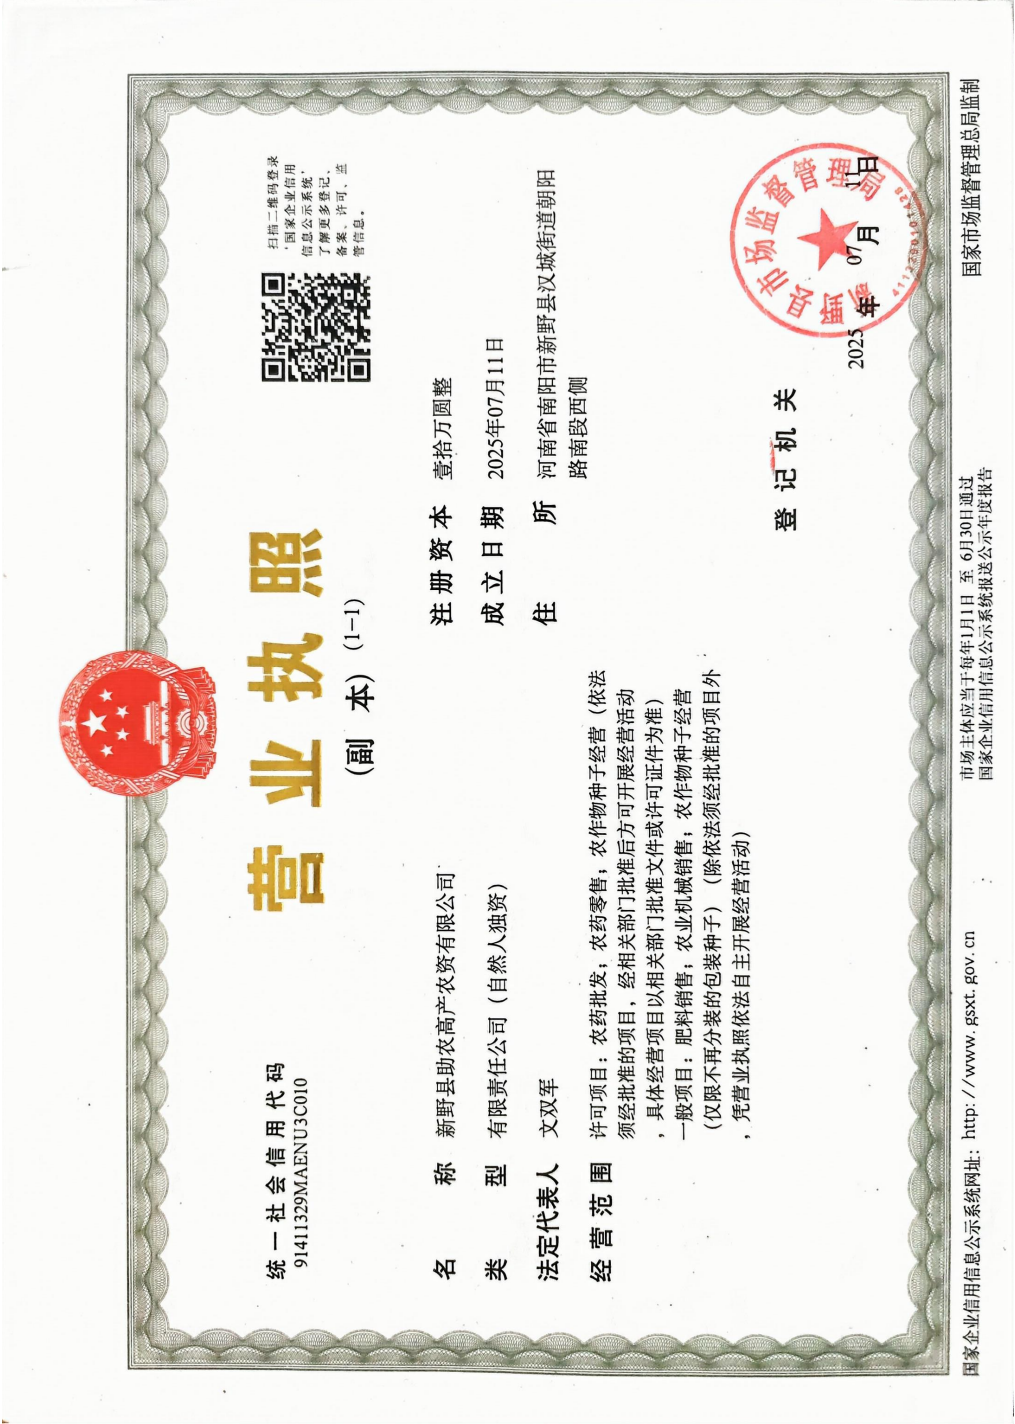 统一社会信用代码
91411329MAENU3C010
营业执照
(副 本) (1-1)
扫描二维码登录
‘国家企业信用
信息公示系统’
了解更多登记、
备案、许可、监
管信息。
名 称 新野县助农高产农资有限公司
类 型 有限责任公司（自然人独资）
法定代表人 文双军
经营范围 许可项目：农药批发；农药零售；农作物种子经营（依法
须经批准的项目，经相关部门批准后方可开展经营活动
，具体经营项目以相关部门批准文件或许可证件为准）
一般项目：肥料销售；农业机械销售；农作物种子经营
（仅限不再分装的包装种子）（除依法须经批准的项目外
，凭营业执照依法自主开展经营活动）
注册资本 壹拾万圆整
成立日期 2025年07月11日
住 所 河南省南阳市新野县汉城街道朝阳
路南段西侧
登记机关
新野县市场监督管理局
2025 年 07 月 11 日
国家企业信用信息公示系统网址：http://www.gsxt.gov.cn
市场主体应当于每年1月1日 至 6月30日通过
国家企业信用信息公示系统报送公示年度报告
国家市场监督管理总局监制